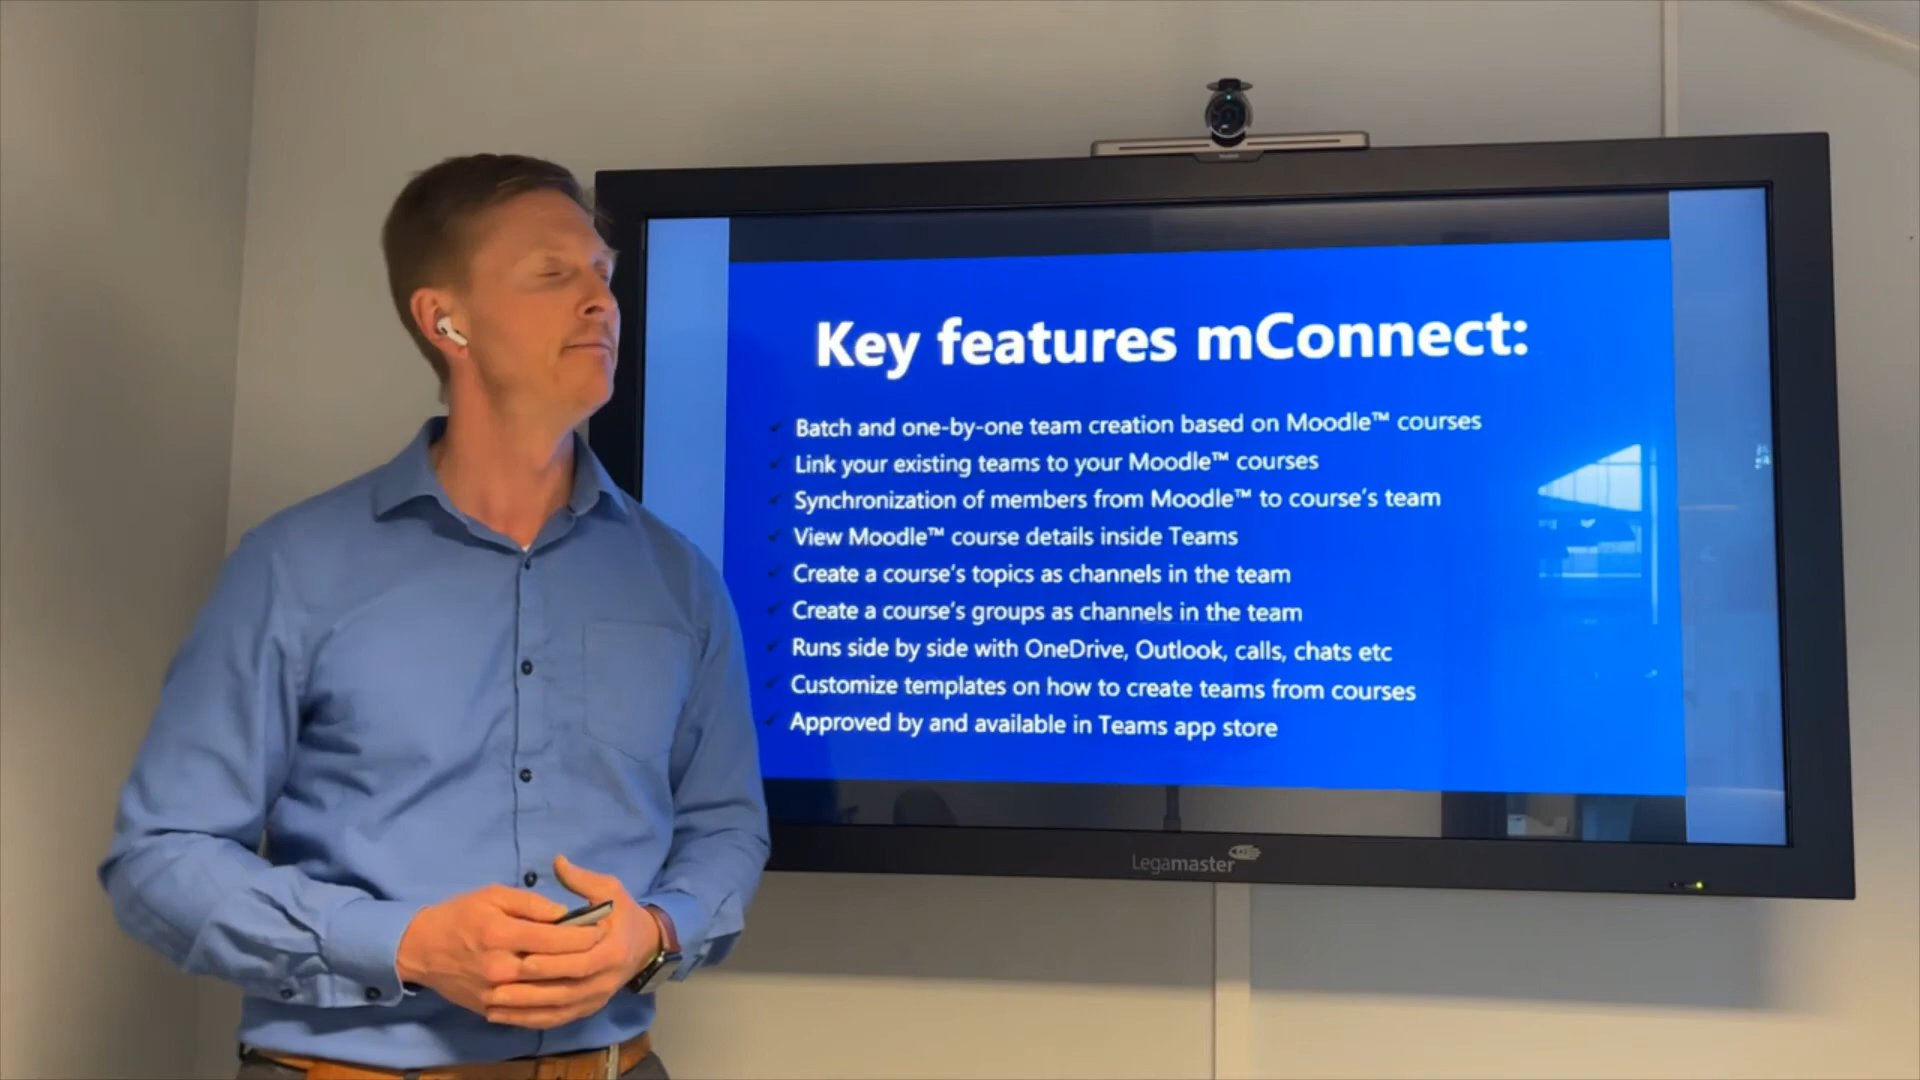 Key features mConnect:
Batch and one-by-one team creation based on Moodle™ courses
Link your existing teams to your Moodle™ courses
Synchronization of members from Moodle™ to course's team
View Moodle™ course details inside Teams
Create a course's topics as channels in the team
Create a course's groups as channels in the team
Runs side by side with OneDrive, Outlook, calls, chats etc
Customize templates on how to create teams from courses
Approved by and available in Teams app store
Legamaster